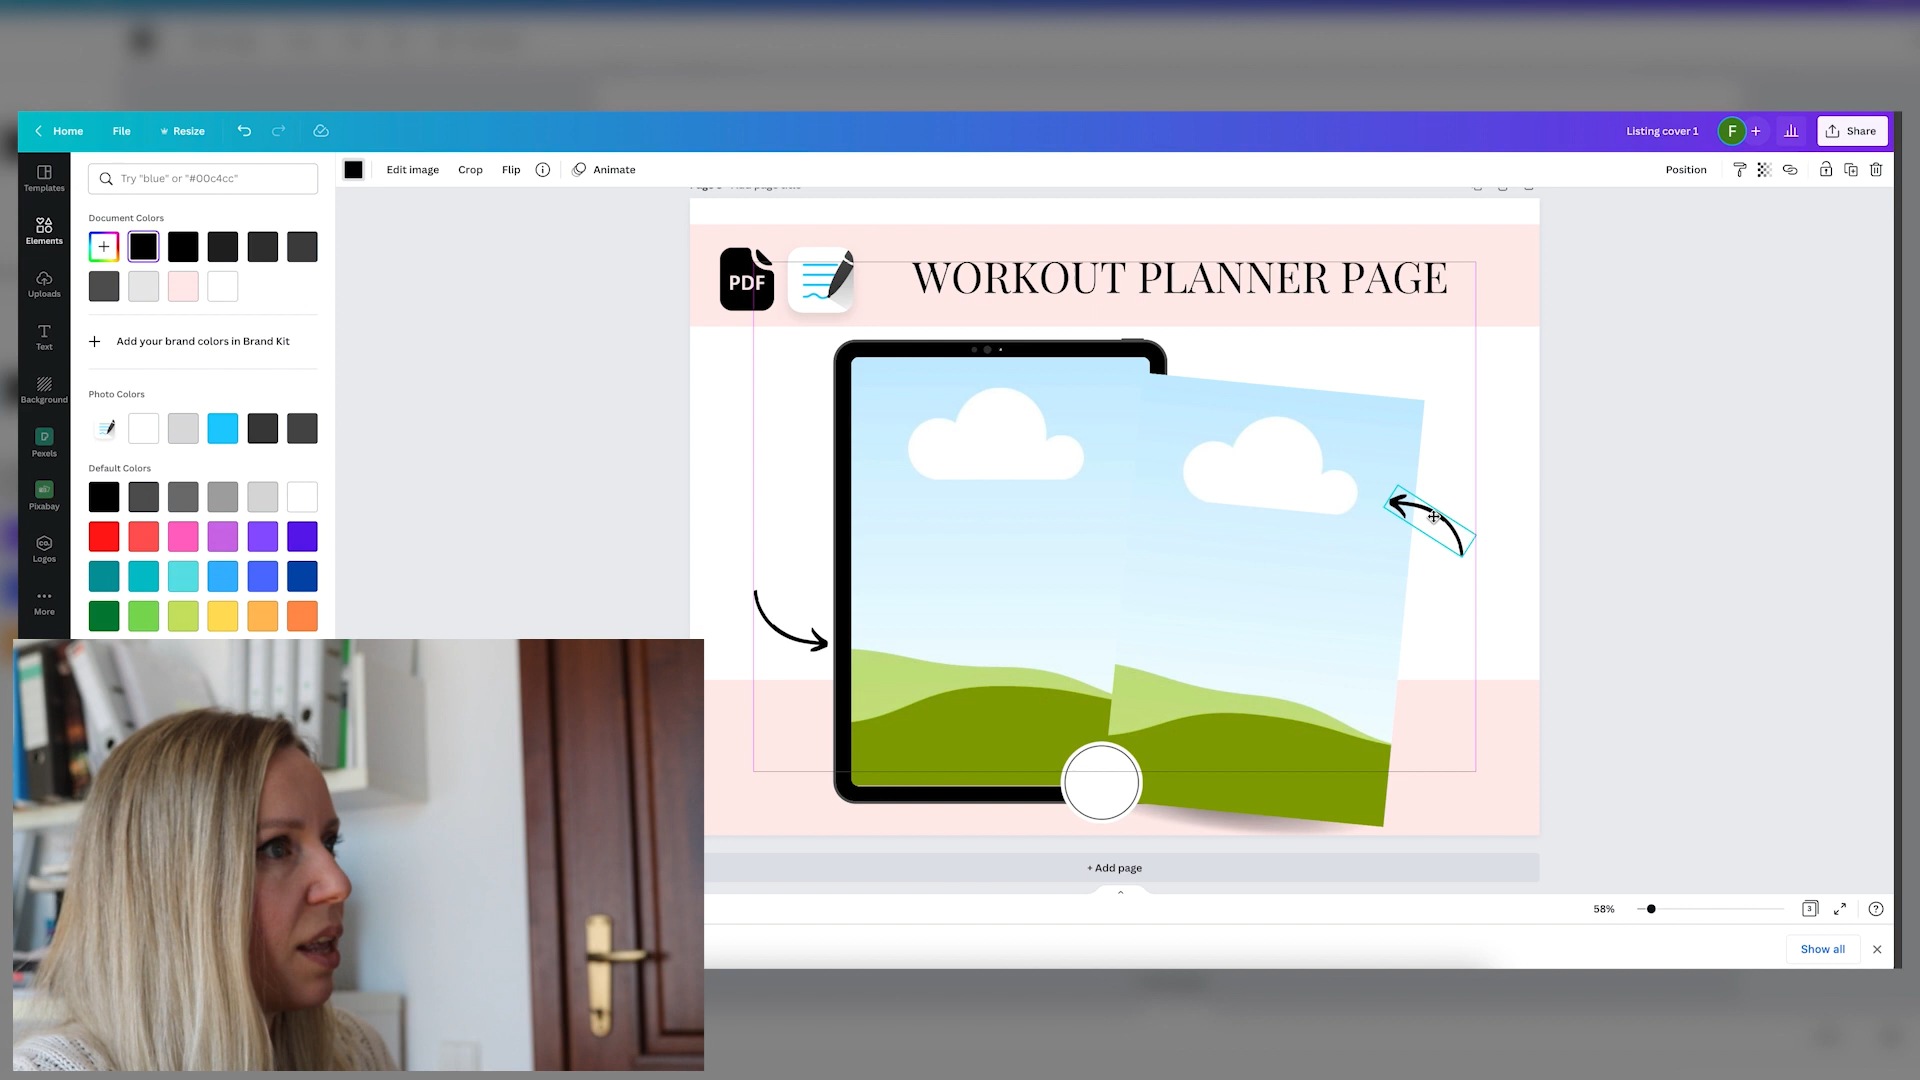 Home File Resize Listing cover 1 F Share
Edit image Crop Flip Animate Position
Templates
Elements
Uploads
Text
Background
Pexels
Pixabay
Logos
More
Try "blue" or "#00c4cc"
Document Colors
Add your brand colors in Brand Kit
Photo Colors
Default Colors
PDF
WORKOUT PLANNER PAGE
+ Add page
58%
3
Show all